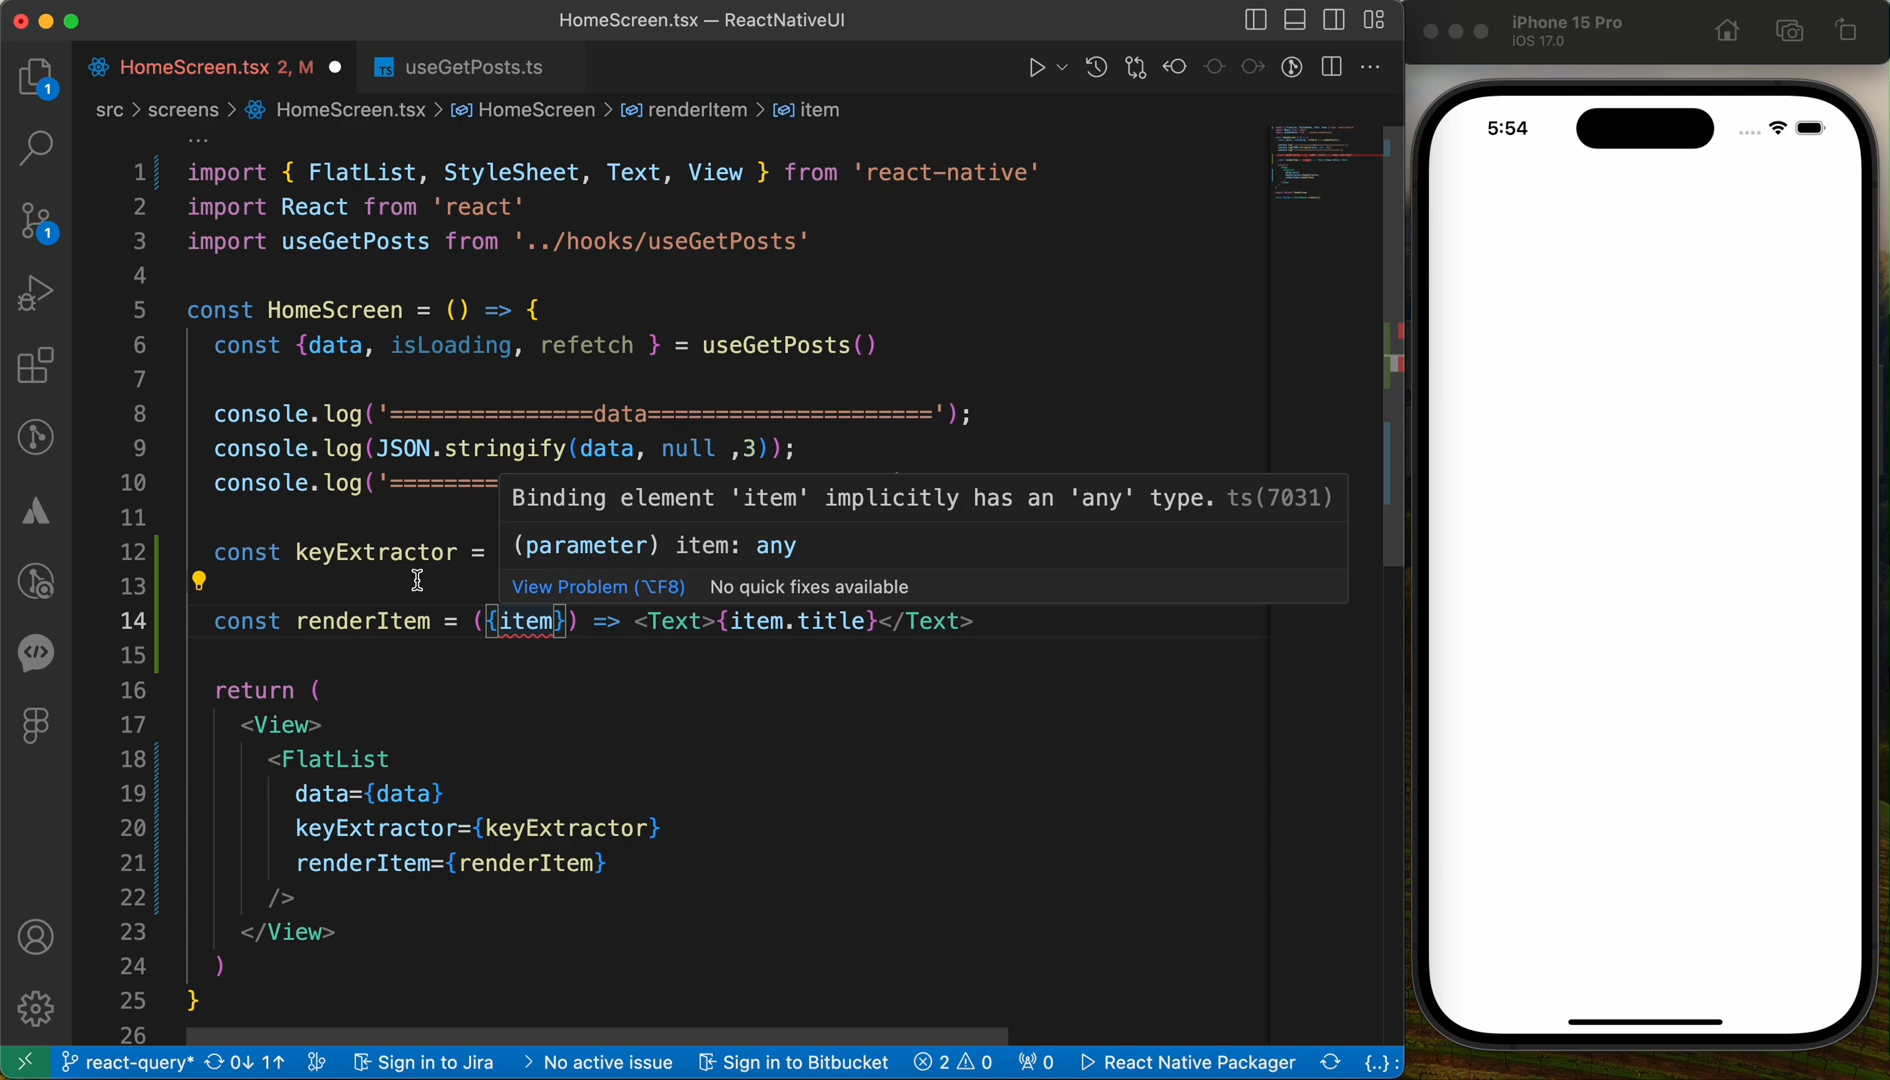 HomeScreen.tsx — ReactNativeUI
HomeScreen.tsx 2, M
useGetPosts.ts
src > screens > HomeScreen.tsx > HomeScreen > renderItem > item
...
1 import { FlatList, StyleSheet, Text, View } from 'react-native'
2 import React from 'react'
3 import useGetPosts from '../hooks/useGetPosts'
4
5 const HomeScreen = () => {
6 const {data, isLoading, refetch } = useGetPosts()
7
8 console.log('===============data=====================');
9 console.log(JSON.stringify(data, null ,3));
10 console.log('========
11
12 const keyExtractor =
13
14 const renderItem = ({item}) => <Text>{item.title}</Text>
15
16 return (
17 <View>
18 <FlatList
19 data={data}
20 keyExtractor={keyExtractor}
21 renderItem={renderItem}
22 />
23 </View>
24 )
25 }
26
Binding element 'item' implicitly has an 'any' type. ts(7031)
(parameter) item: any
View Problem (⌥F8) No quick fixes available
1
1
react-query* 0↓ 1↑ Sign in to Jira > No active issue Sign in to Bitbucket 2 0 0 React Native Packager {..} :
iPhone 15 Pro
iOS 17.0
5:54